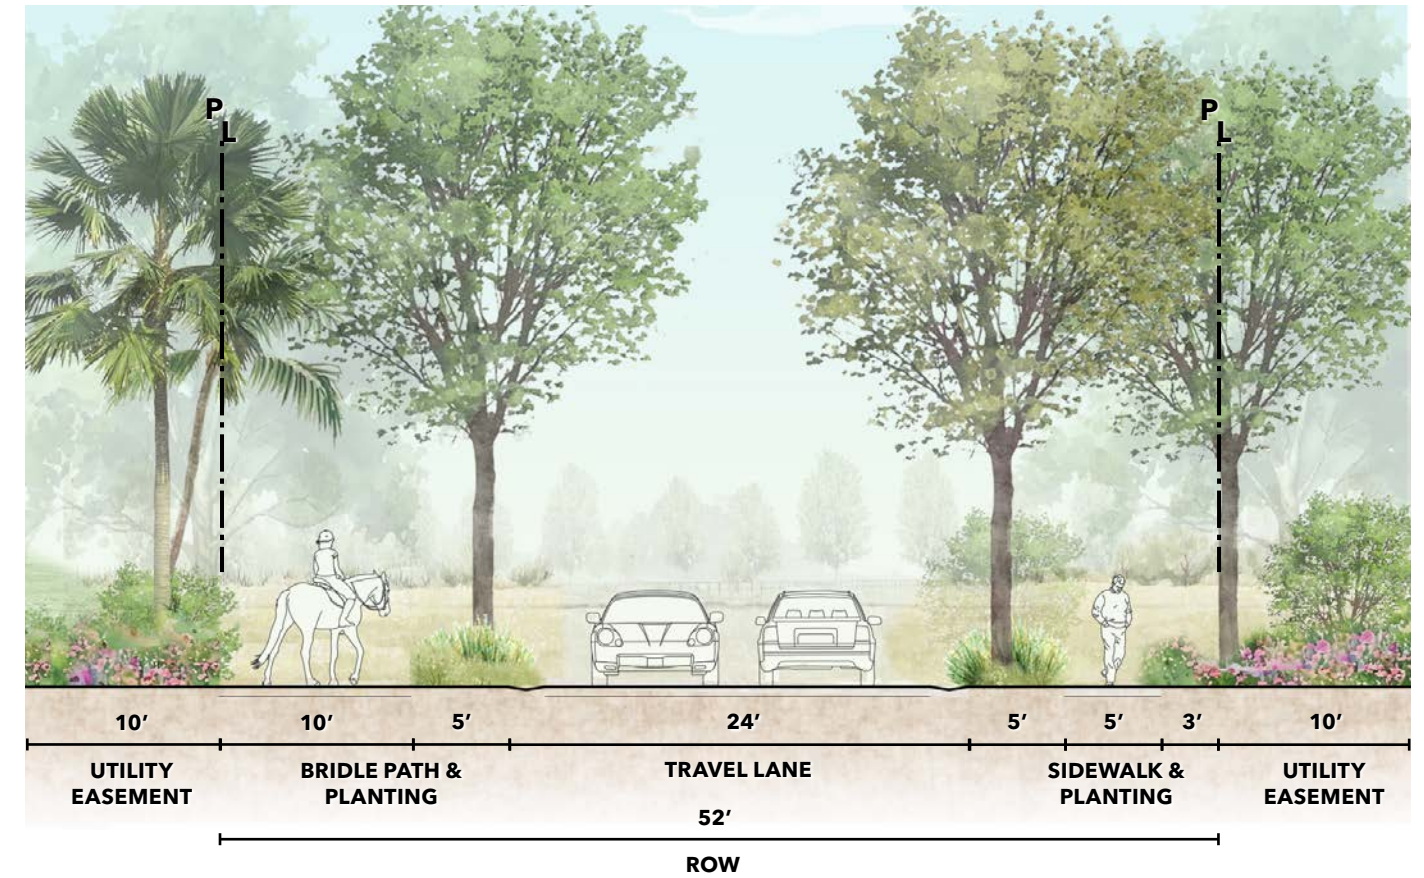 P
L
P
L
10’
10’
5’
24’
5’
5’
3’
10’
UTILITY
EASEMENT
BRIDLE PATH &
PLANTING
TRAVEL LANE
SIDEWALK &
PLANTING
UTILITY
EASEMENT
52’
ROW